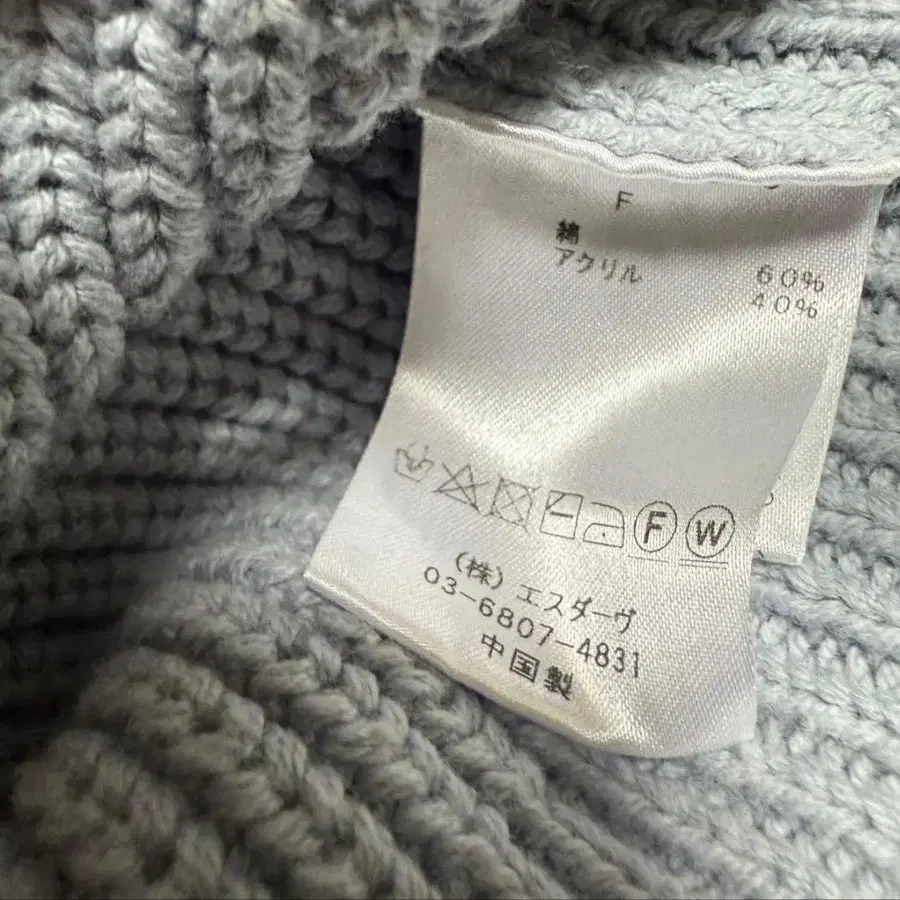 F
綿 60%
アクリル 40%
F W
(株) エスダーヴ
03-6807-4831
中国製